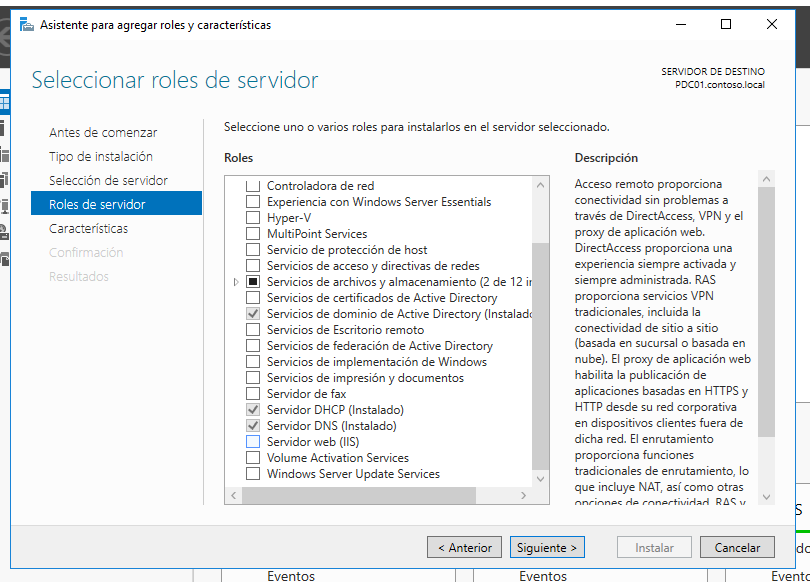 Asistente para agregar roles y características
Seleccionar roles de servidor
SERVIDOR DE DESTINO
PDC01.contoso.local
Antes de comenzar
Tipo de instalación
Selección de servidor
Roles de servidor
Características
Confirmación
Resultados
Seleccione uno o varios roles para instalarlos en el servidor seleccionado.
Roles
Controladora de red
Experiencia con Windows Server Essentials
Hyper-V
MultiPoint Services
Servicio de protección de host
Servicios de acceso y directivas de redes
Servicios de archivos y almacenamiento (2 de 12 in
Servicios de certificados de Active Directory
Servicios de dominio de Active Directory (Instalado
Servicios de Escritorio remoto
Servicios de federación de Active Directory
Servicios de implementación de Windows
Servicios de impresión y documentos
Servidor de fax
Servidor DHCP (Instalado)
Servidor DNS (Instalado)
Servidor web (IIS)
Volume Activation Services
Windows Server Update Services
Descripción
Acceso remoto proporciona
conectividad sin problemas a
través de DirectAccess, VPN y el
proxy de aplicación web.
DirectAccess proporciona una
experiencia siempre activada y
siempre administrada. RAS
proporciona servicios VPN
tradicionales, incluida la
conectividad de sitio a sitio
(basada en sucursal o basada en
nube). El proxy de aplicación web
habilita la publicación de
aplicaciones basadas en HTTPS y
HTTP desde su red corporativa
en dispositivos clientes fuera de
dicha red. El enrutamiento
proporciona funciones
tradicionales de enrutamiento, lo
que incluye NAT, así como otras
opciones de conectividad. RAS y
< Anterior
Siguiente >
Instalar
Cancelar
Eventos
Eventos
Evento